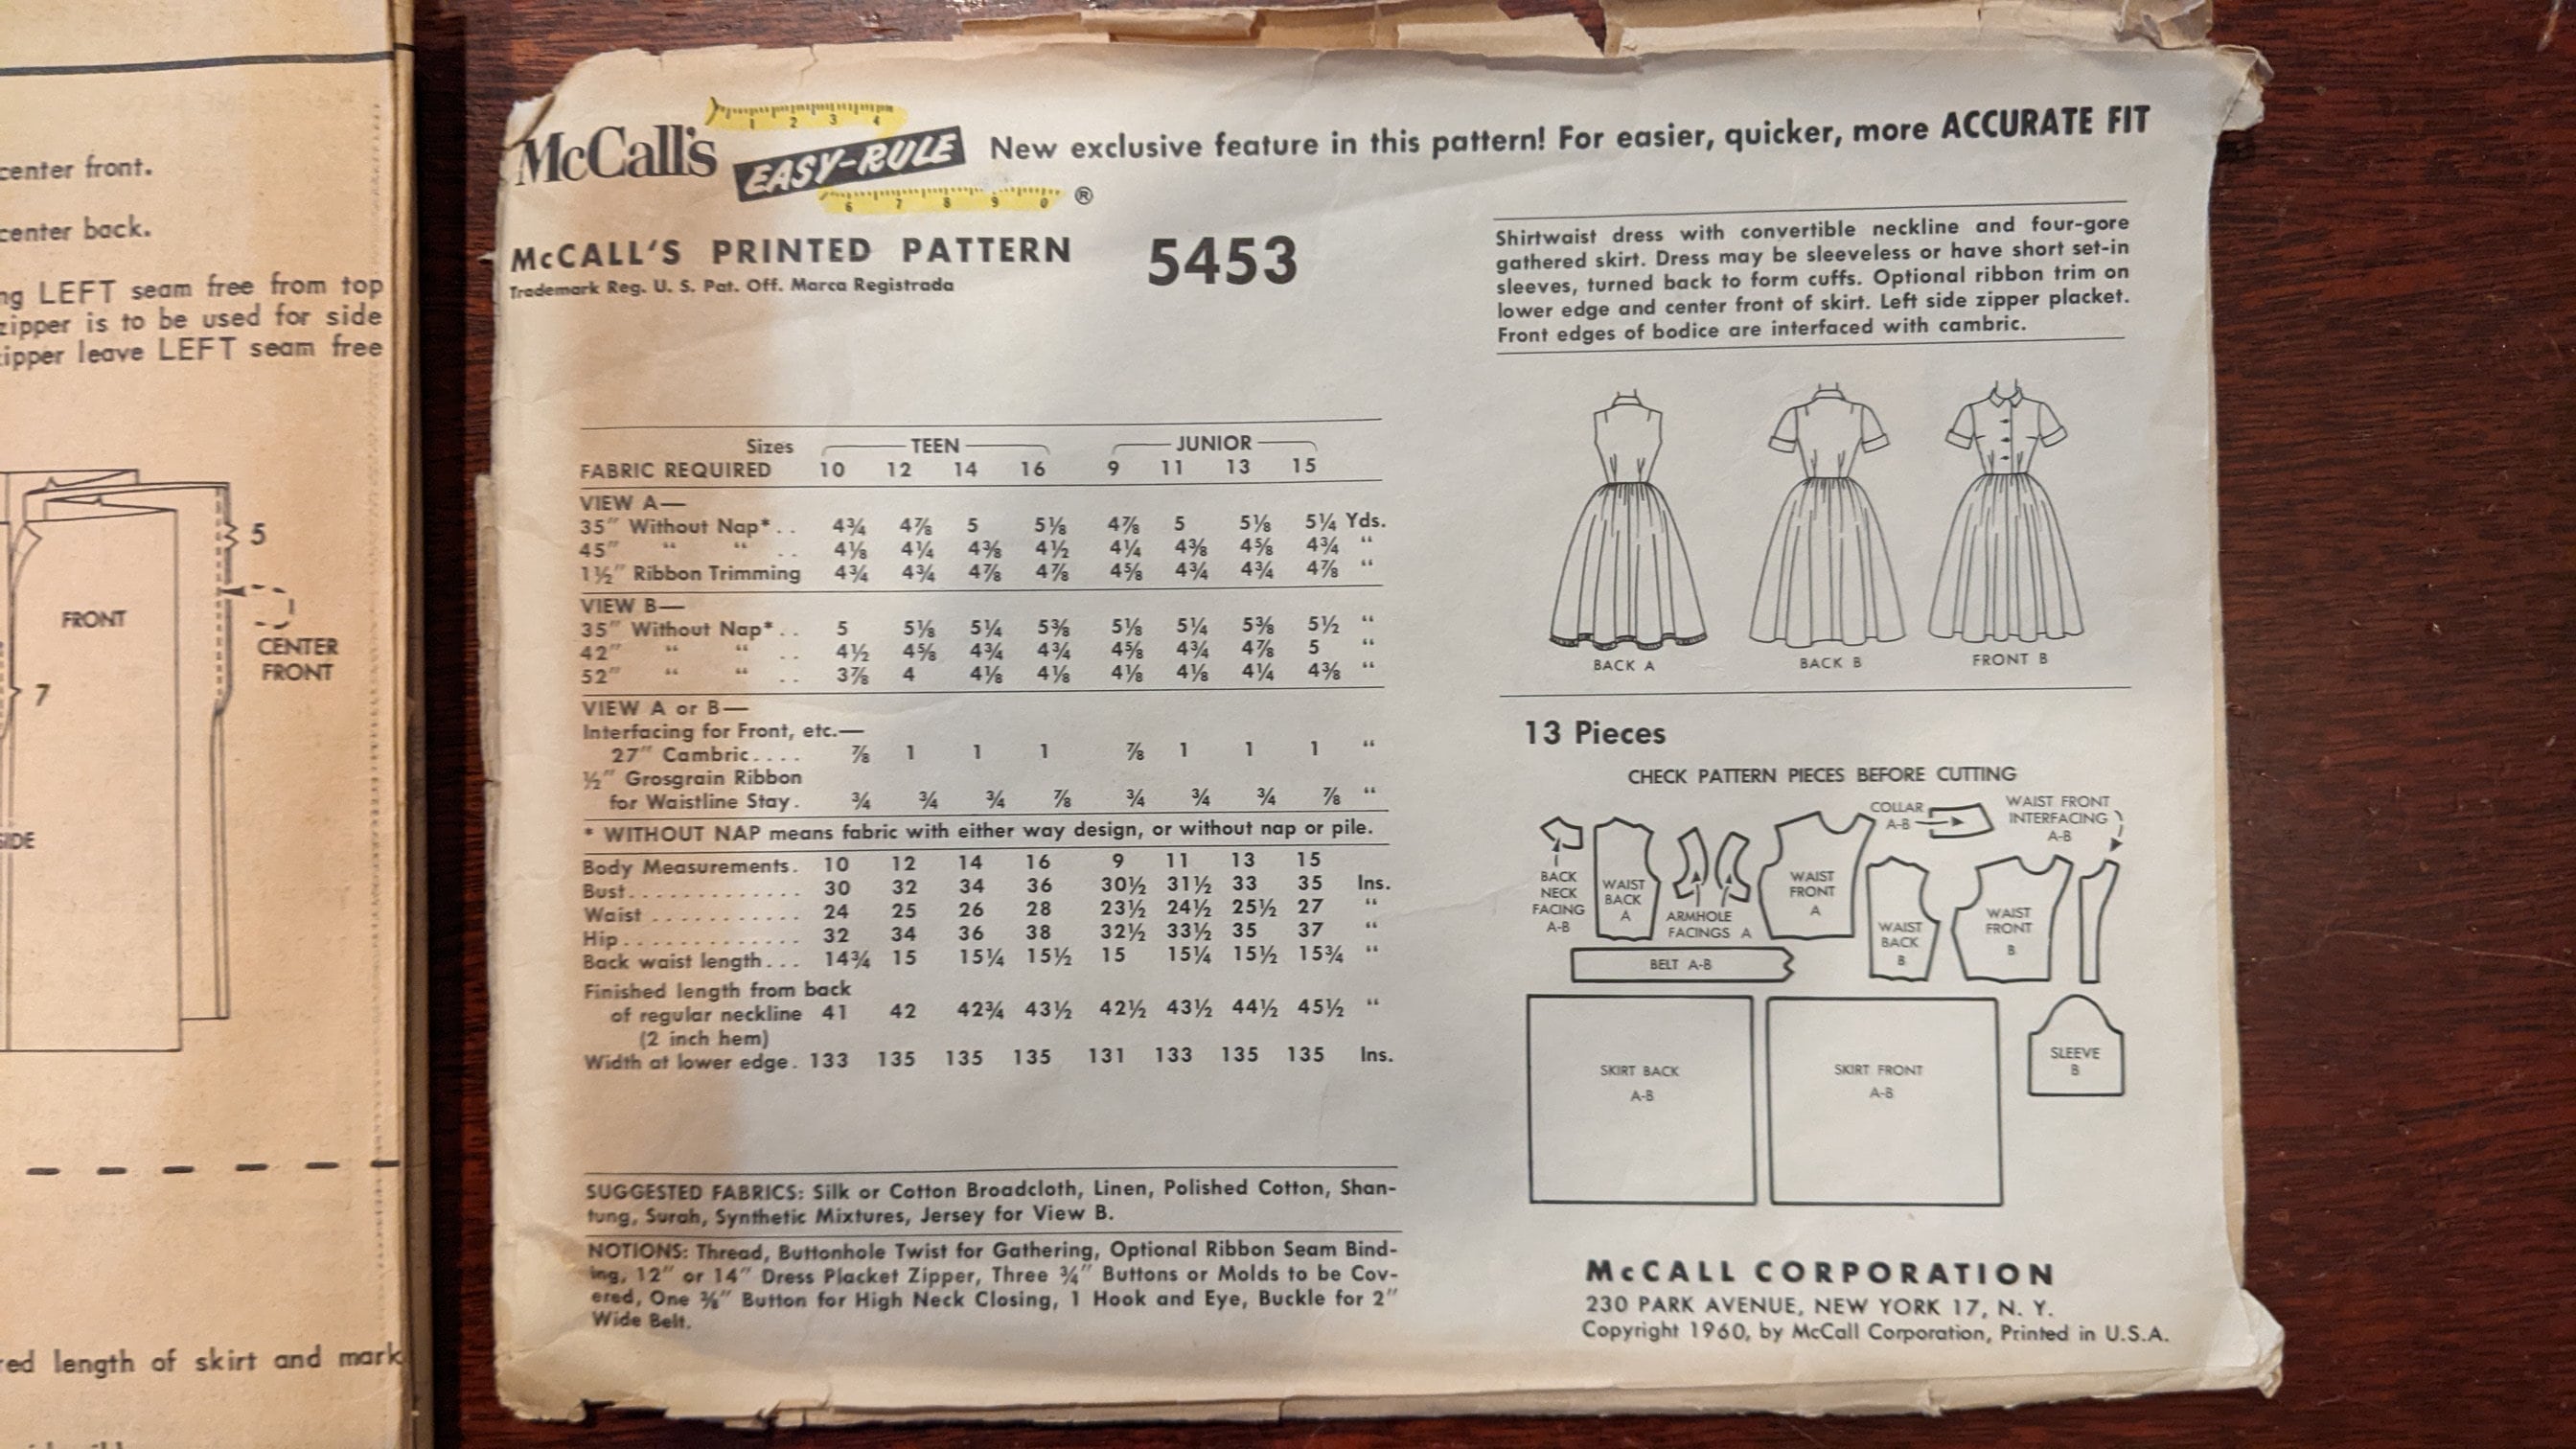 center front.
center back.
ng LEFT seam free from top
zipper is to be used for side
ipper leave LEFT seam free
5
FRONT
CENTER
FRONT
7
SIDE
red length of skirt and mark
McCall's EASY-RULE ® New exclusive feature in this pattern! For easier, quicker, more ACCURATE FIT
1 2 3 4
6 7 8 9 0
McCALL'S PRINTED PATTERN 5453
Trademark Reg. U. S. Pat. Off. Marca Registrada
Shirtwaist dress with convertible neckline and four-gore
gathered skirt. Dress may be sleeveless or have short set-in
sleeves, turned back to form cuffs. Optional ribbon trim on
lower edge and center front of skirt. Left side zipper placket.
Front edges of bodice are interfaced with cambric.
Sizes TEEN JUNIOR
FABRIC REQUIRED 10 12 14 16 9 11 13 15
VIEW A—
35" Without Nap*.. 4¾ 4⅞ 5 5⅛ 4⅞ 5 5⅛ 5¼ Yds.
45" " " .. 4⅛ 4¼ 4⅜ 4½ 4¼ 4⅜ 4⅝ 4¾ "
1½" Ribbon Trimming 4¾ 4¾ 4⅞ 4⅞ 4⅝ 4¾ 4¾ 4⅞ "
VIEW B—
35" Without Nap*.. 5 5⅛ 5¼ 5⅜ 5⅛ 5¼ 5⅜ 5½ "
42" " " .. 4½ 4⅝ 4¾ 4¾ 4⅝ 4¾ 4⅞ 5 "
52" " " .. 3⅞ 4 4⅛ 4⅛ 4⅛ 4⅛ 4¼ 4⅜ "
VIEW A or B—
Interfacing for Front, etc.—
27" Cambric.... ⅞ 1 1 1 ⅞ 1 1 1 "
½" Grosgrain Ribbon
for Waistline Stay. ¾ ¾ ¾ ⅞ ¾ ¾ ¾ ⅞ "
* WITHOUT NAP means fabric with either way design, or without nap or pile.
Body Measurements. 10 12 14 16 9 11 13 15
Bust............. 30 32 34 36 30½ 31½ 33 35 Ins.
Waist ........... 24 25 26 28 23½ 24½ 25½ 27 "
Hip............. 32 34 36 38 32½ 33½ 35 37 "
Back waist length... 14¾ 15 15¼ 15½ 15 15¼ 15½ 15¾ "
Finished length from back
of regular neckline 41 42 42¾ 43½ 42½ 43½ 44½ 45½ "
(2 inch hem)
Width at lower edge. 133 135 135 135 131 133 135 135 Ins.
SUGGESTED FABRICS: Silk or Cotton Broadcloth, Linen, Polished Cotton, Shan-
tung, Surah, Synthetic Mixtures, Jersey for View B.
NOTIONS: Thread, Buttonhole Twist for Gathering, Optional Ribbon Seam Bind-
ing, 12" or 14" Dress Placket Zipper, Three ¾" Buttons or Molds to be Cov-
ered, One ⅜" Button for High Neck Closing, 1 Hook and Eye, Buckle for 2"
Wide Belt.
BACK A BACK B FRONT B
13 Pieces
CHECK PATTERN PIECES BEFORE CUTTING
COLLAR
A-B
WAIST FRONT
INTERFACING
A-B
BACK
NECK
FACING
A-B
WAIST
BACK
A
ARMHOLE
FACINGS A
WAIST
FRONT
A
WAIST
BACK
B
WAIST
FRONT
B
BELT A-B
SKIRT BACK
A-B
SKIRT FRONT
A-B
SLEEVE
B
McCALL CORPORATION
230 PARK AVENUE, NEW YORK 17, N. Y.
Copyright 1960, by McCall Corporation, Printed in U.S.A.